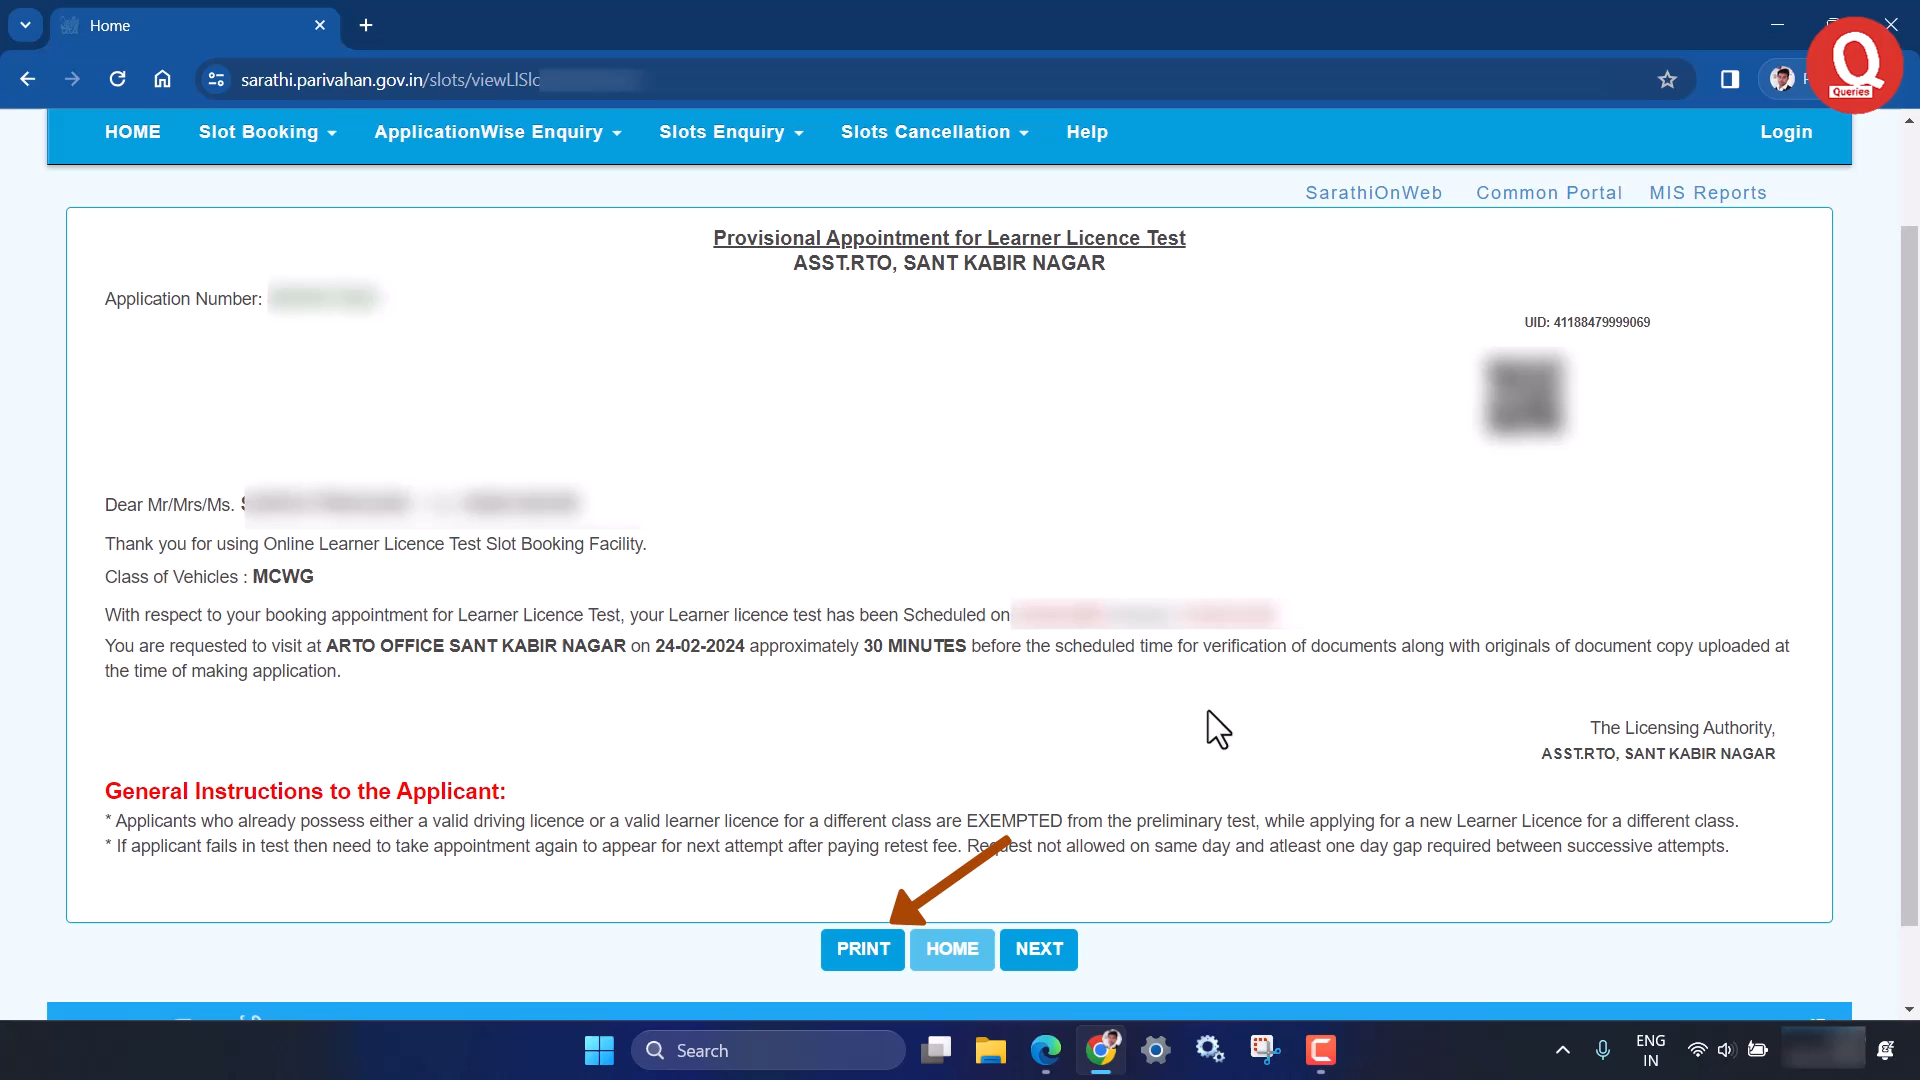 Home
sarathi.parivahan.gov.in/slots/viewLlSlo
Queries
HOME Slot Booking ApplicationWise Enquiry Slots Enquiry Slots Cancellation Help Login
SarathiOnWeb Common Portal MIS Reports
Provisional Appointment for Learner Licence Test
ASST.RTO, SANT KABIR NAGAR
Application Number:
UID: 41188479999069
Dear Mr/Mrs/Ms.
Thank you for using Online Learner Licence Test Slot Booking Facility.
Class of Vehicles : MCWG
With respect to your booking appointment for Learner Licence Test, your Learner licence test has been Scheduled on
You are requested to visit at ARTO OFFICE SANT KABIR NAGAR on 24-02-2024 approximately 30 MINUTES before the scheduled time for verification of documents along with originals of document copy uploaded at
the time of making application.
The Licensing Authority,
ASST.RTO, SANT KABIR NAGAR
General Instructions to the Applicant:
* Applicants who already possess either a valid driving licence or a valid learner licence for a different class are EXEMPTED from the preliminary test, while applying for a new Learner Licence for a different class.
* If applicant fails in test then need to take appointment again to appear for next attempt after paying retest fee. Request not allowed on same day and atleast one day gap required between successive attempts.
PRINT HOME NEXT
Search
ENG
IN